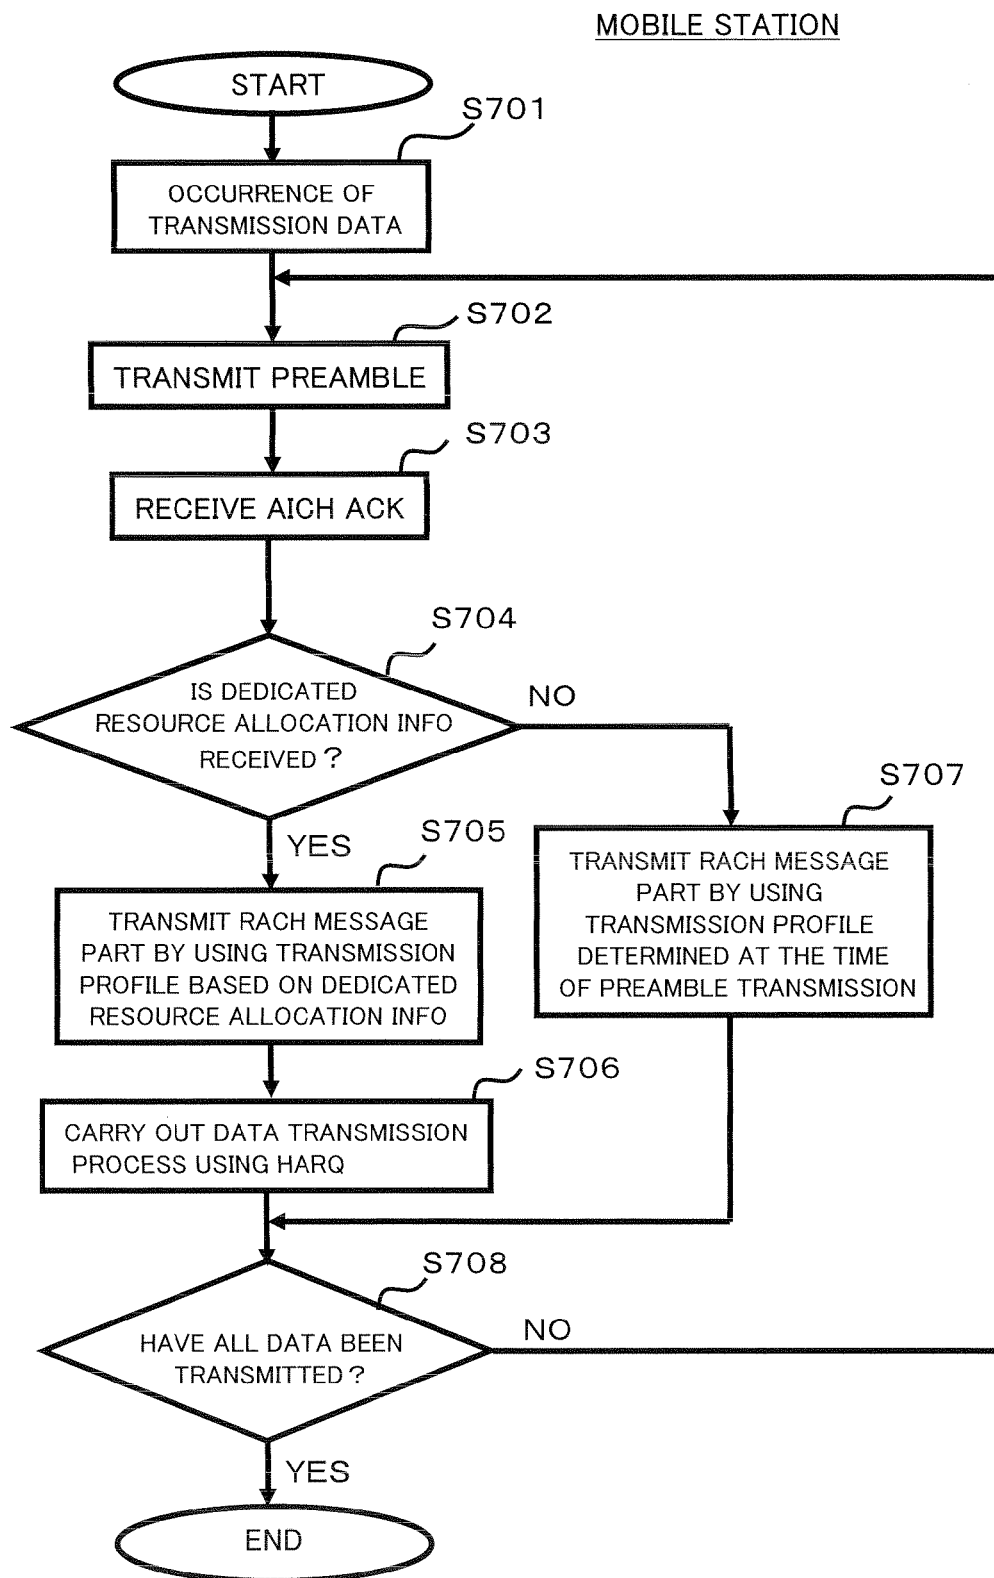 MOBILE STATION
START
S701
OCCURRENCE OF
TRANSMISSION DATA
S702
TRANSMIT PREAMBLE
S703
RECEIVE AICH ACK
S704
IS DEDICATED
RESOURCE ALLOCATION INFO
RECEIVED?
NO
YES
S705
TRANSMIT RACH MESSAGE
PART BY USING TRANSMISSION
PROFILE BASED ON DEDICATED
RESOURCE ALLOCATION INFO
S707
TRANSMIT RACH MESSAGE
PART BY USING
TRANSMISSION PROFILE
DETERMINED AT THE TIME
OF PREAMBLE TRANSMISSION
S706
CARRY OUT DATA TRANSMISSION
PROCESS USING HARQ
S708
HAVE ALL DATA BEEN
TRANSMITTED?
NO
YES
END